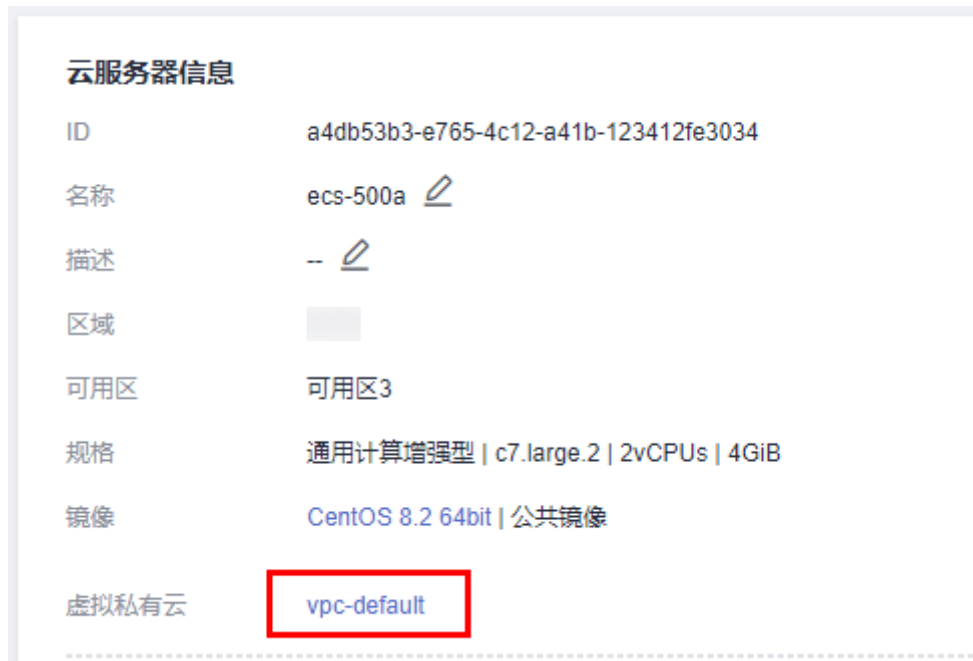 云服务器信息
ID a4db53b3-e765-4c12-a41b-123412fe3034
名称 ecs-500a
描述 --
区域
可用区 可用区3
规格 通用计算增强型 | c7.large.2 | 2vCPUs | 4GiB
镜像 CentOS 8.2 64bit | 公共镜像
虚拟私有云 vpc-default